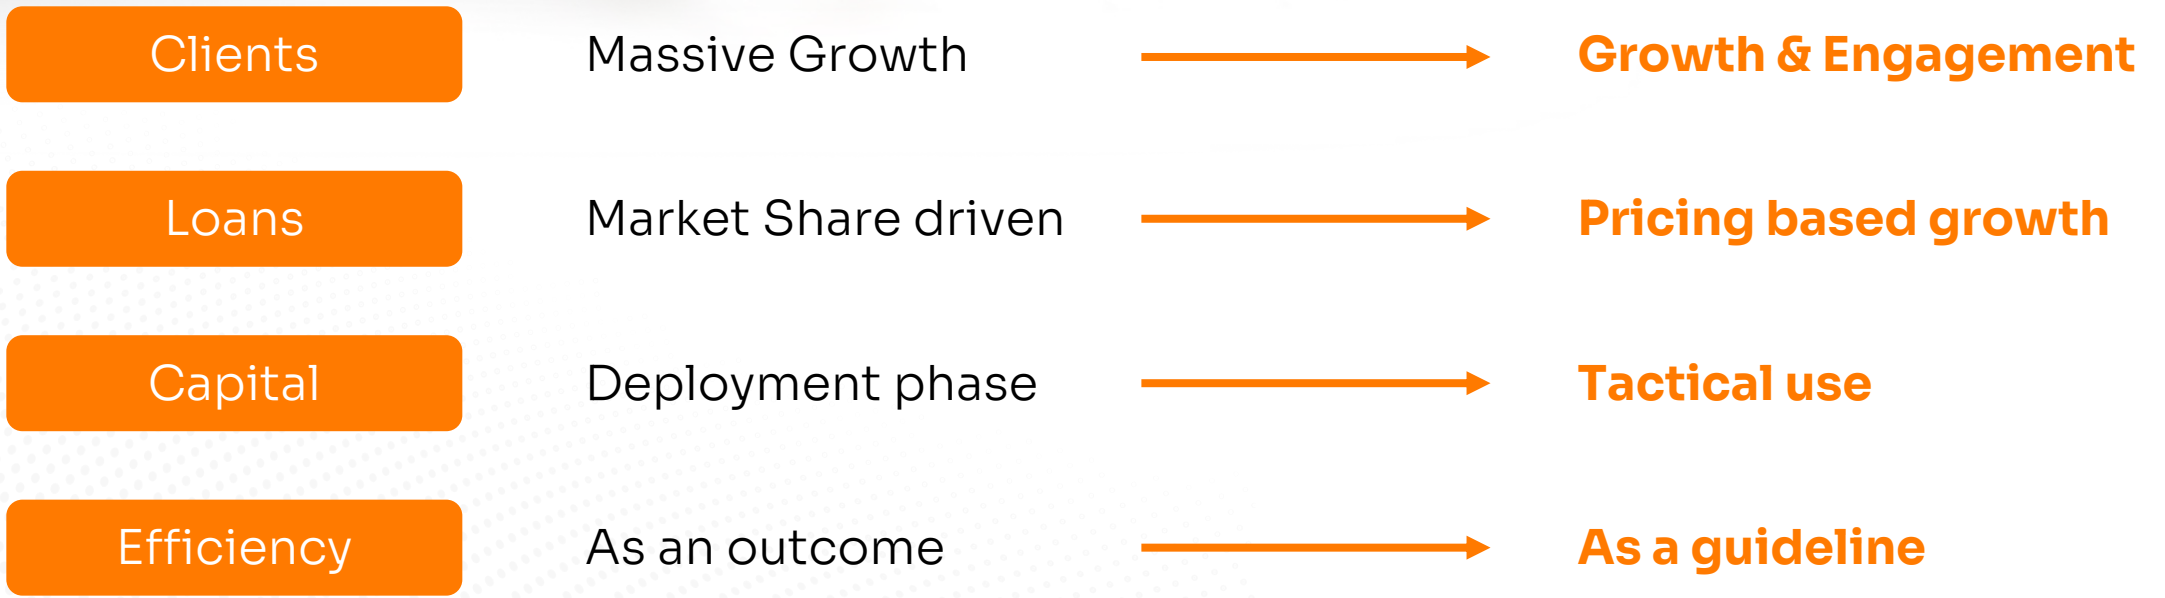 Clients
Massive Growth
Growth & Engagement
Loans
Market Share driven
Pricing based growth
Capital
Deployment phase
Tactical use
Efficiency
As an outcome
As a guideline